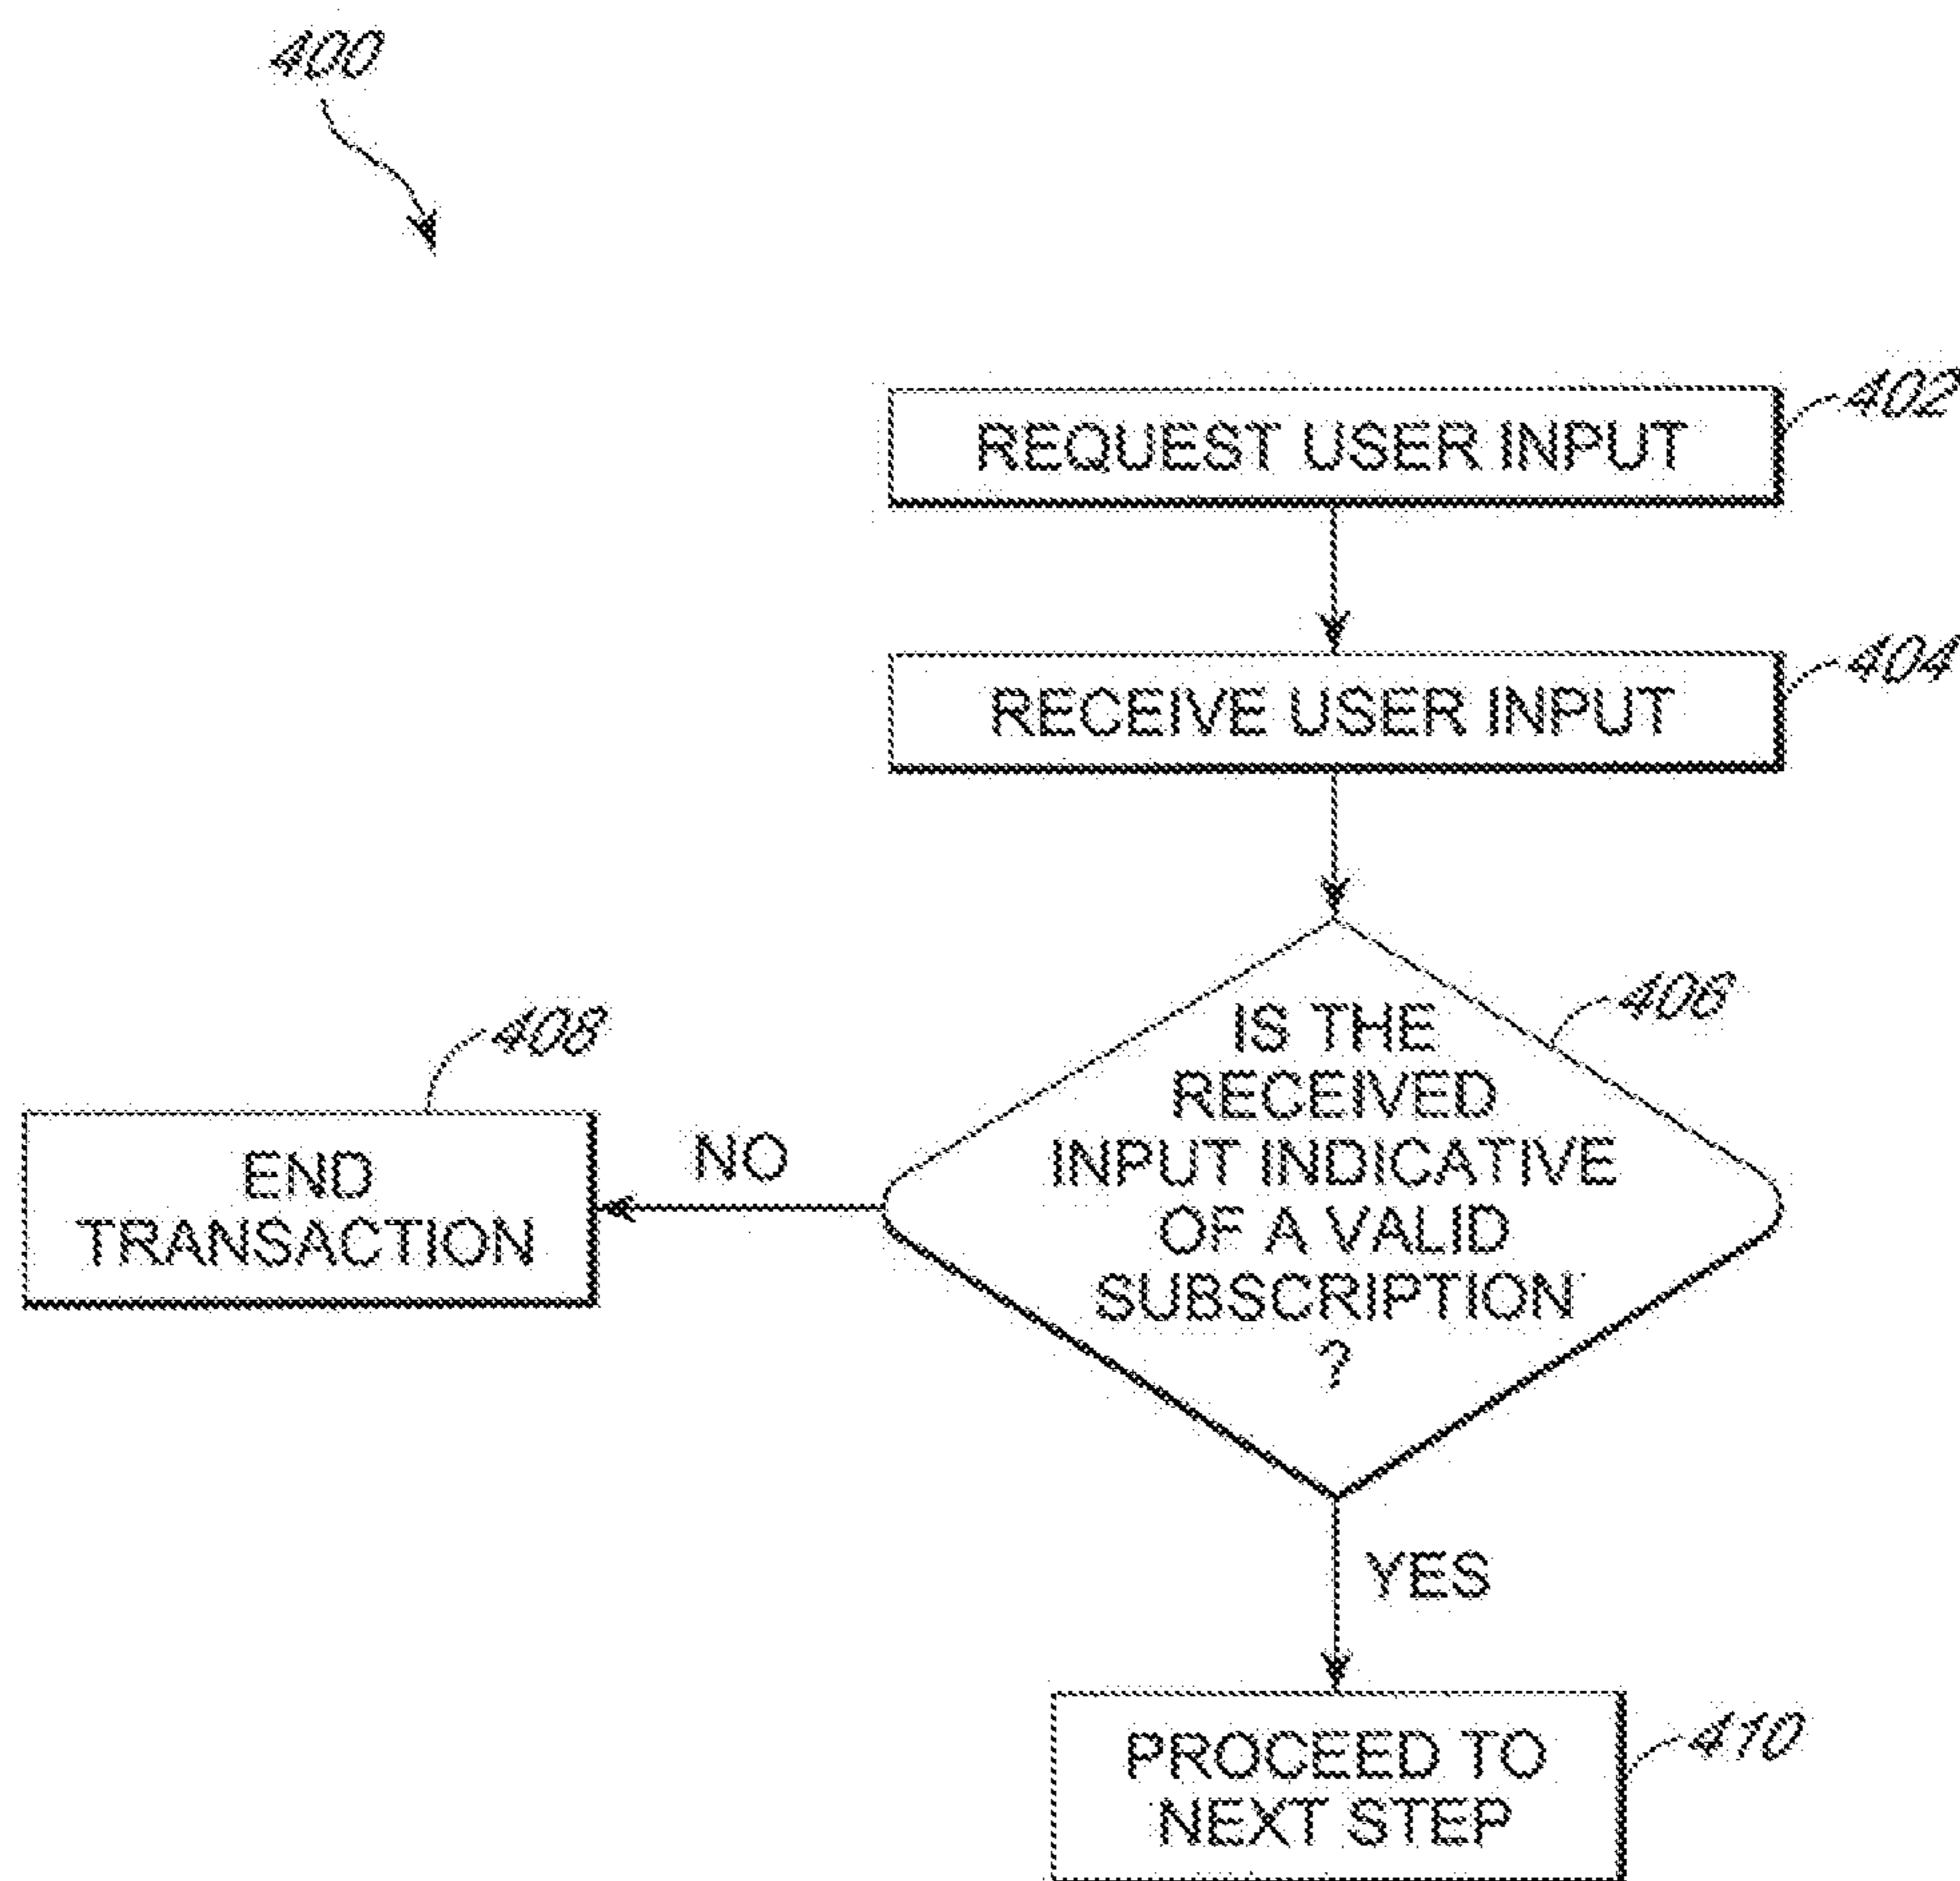 400
REQUEST USER INPUT
402
RECEIVE USER INPUT
404
IS THE
RECEIVED
INPUT INDICATIVE
OF A VALID
SUBSCRIPTION
?
406
NO
END
TRANSACTION
408
YES
PROCEED TO
NEXT STEP
410